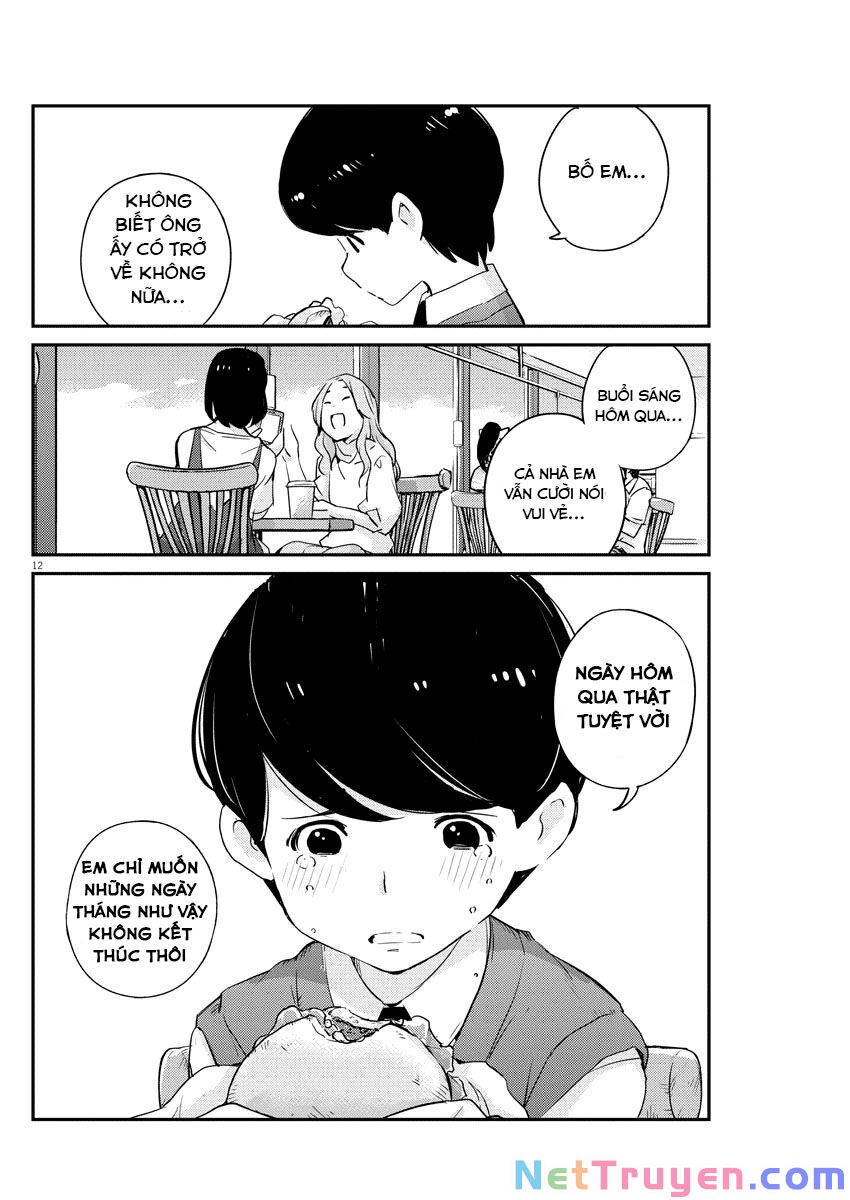 BỐ EM...
KHÔNG
BIẾT ÔNG
ẤY CÓ TRỞ
VỀ KHÔNG
NỮA...
BUỔI SÁNG
HÔM QUA...
CẢ NHÀ EM
VẪN CƯỜI NÓI
VUI VẺ...
12
NGÀY HÔM
QUA THẬT
TUYỆT VỜI
EM CHỈ MUỐN
NHỮNG NGÀY
THÁNG NHƯ VẬY
KHÔNG KẾT
THÚC THÔI
NetTruyen.com